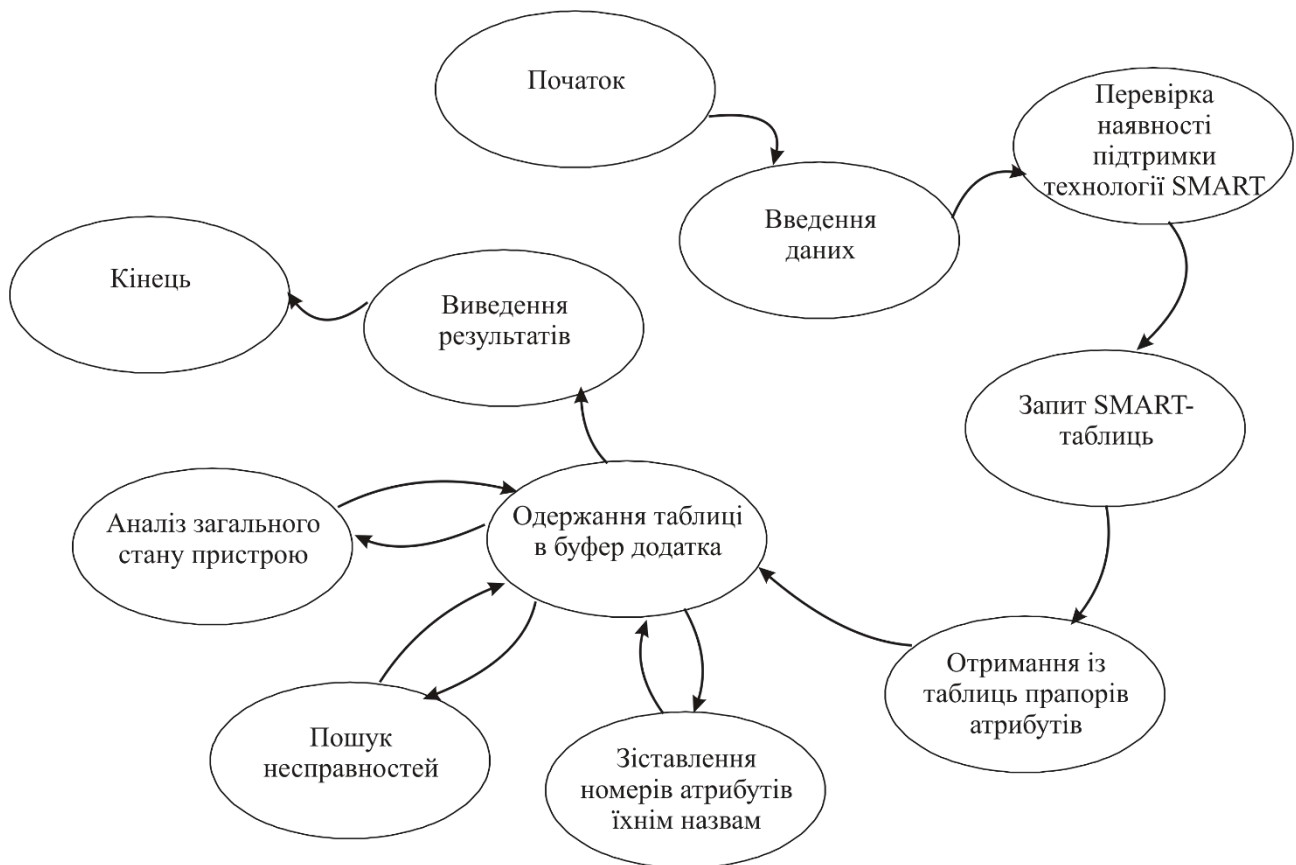 Початок
Введення
даних
Перевірка
наявності
підтримки
технології SMART
Запит SMART-
таблиць
Отримання із
таблиць прапорів
атрибутів
Одержання таблиці
в буфер додатка
Зіставлення
номерів атрибутів
їхнім назвам
Пошук
несправностей
Аналіз загального
стану пристрою
Виведення
результатів
Кінець